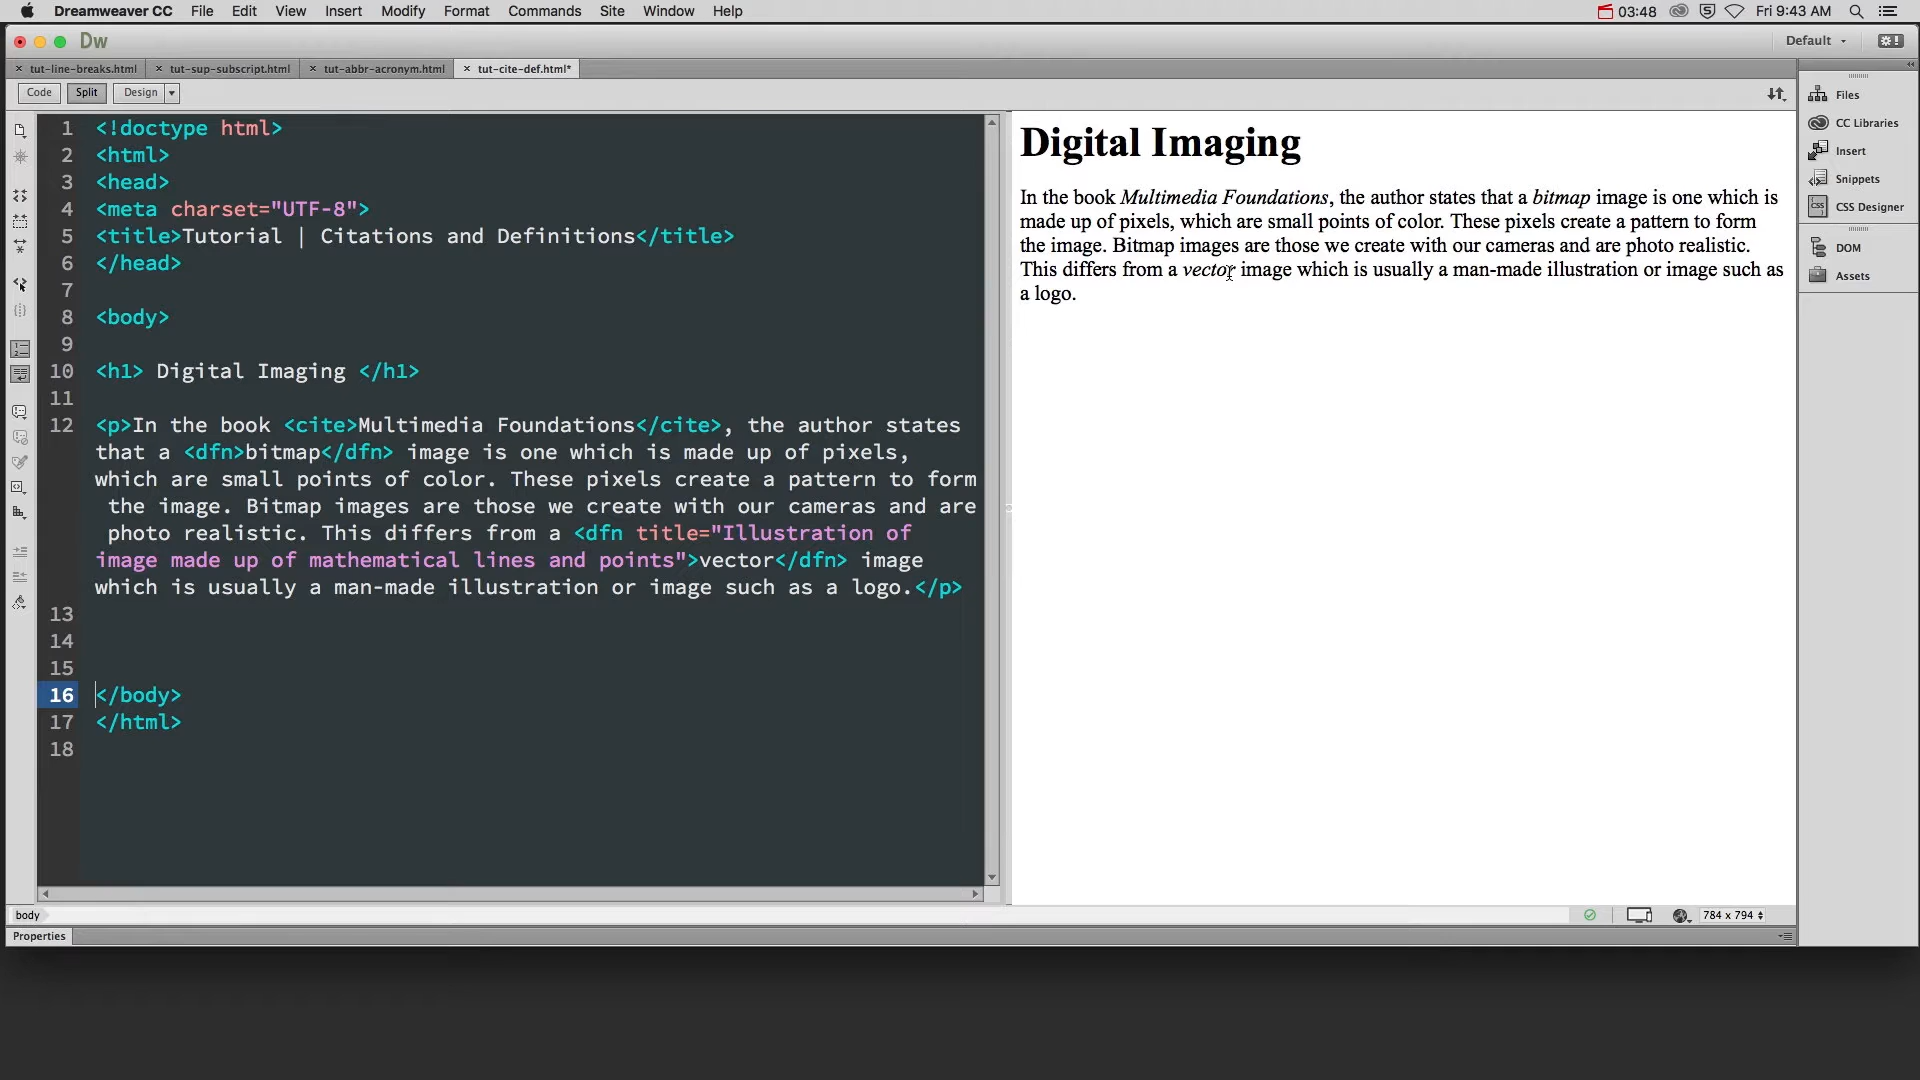 Dreamweaver CC File Edit View Insert Modify Format Commands Site Window Help 03:48 Fri 9:43 AM
Dw Default
tut-line-breaks.html tut-sup-subscript.html tut-abbr-acronym.html tut-cite-def.html*
Code Split Design
1 <!doctype html>
2 <html>
3 <head>
4 <meta charset="UTF-8">
5 <title>Tutorial | Citations and Definitions</title>
6 </head>
7
8 <body>
9
10 <h1> Digital Imaging </h1>
11
12 <p>In the book <cite>Multimedia Foundations</cite>, the author states
that a <dfn>bitmap</dfn> image is one which is made up of pixels,
which are small points of color. These pixels create a pattern to form
the image. Bitmap images are those we create with our cameras and are
photo realistic. This differs from a <dfn title="Illustration of
image made up of mathematical lines and points">vector</dfn> image
which is usually a man-made illustration or image such as a logo.</p>
13
14
15
16 </body>
17 </html>
18
Digital Imaging
In the book Multimedia Foundations, the author states that a bitmap image is one which is
made up of pixels, which are small points of color. These pixels create a pattern to form
the image. Bitmap images are those we create with our cameras and are photo realistic.
This differs from a vector image which is usually a man-made illustration or image such as
a logo.
Files
CC Libraries
Insert
Snippets
CSS Designer
DOM
Assets
body 784 x 794
Properties